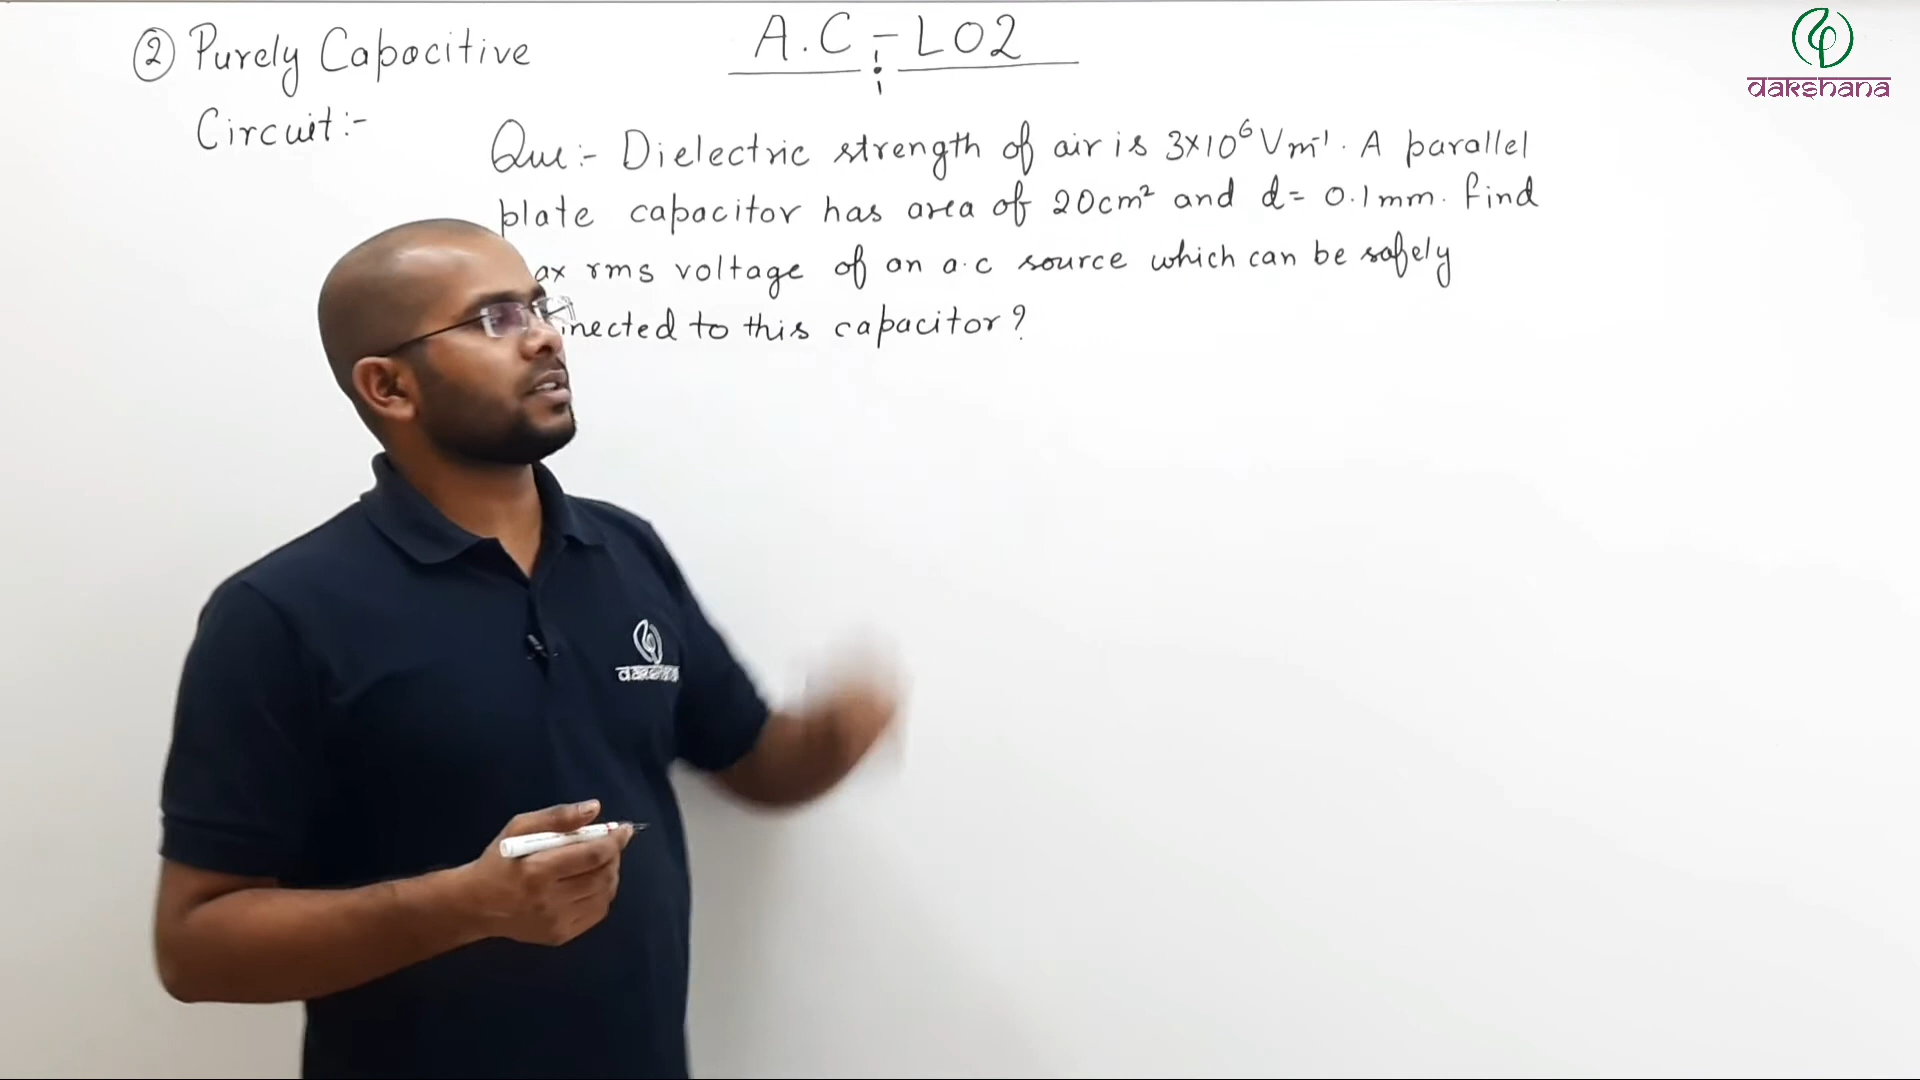 A.C - L02
② Purely Capacitive
Circuit:-
Que:- Dielectric strength of air is 3×10⁶ Vm⁻¹. A parallel
plate capacitor has area of 20cm² and d= 0.1mm. find
rms voltage of an a.c source which can be safely
to this capacitor?
dakshana
dakshana